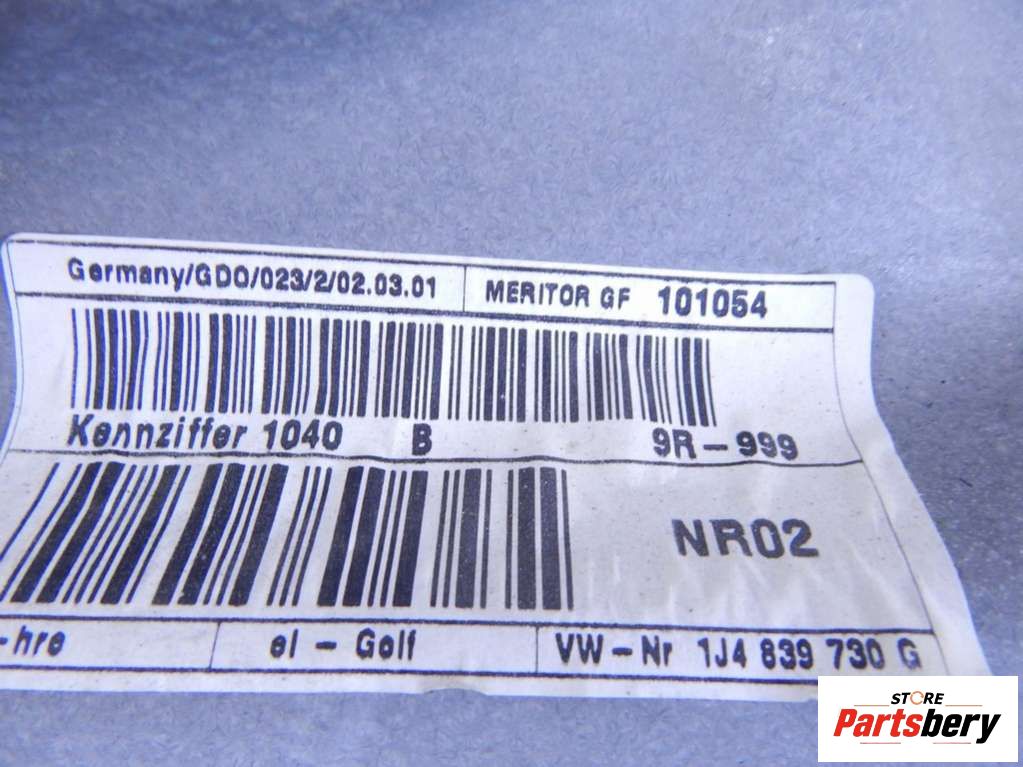 Germany/GDO/023/2/02.03.01 MERITOR GF 101054
Kennziffer 1040 B 9R-999
NR02
-hre el - Golf VW-Nr 1J4 839 730 G
STORE
Partsbery